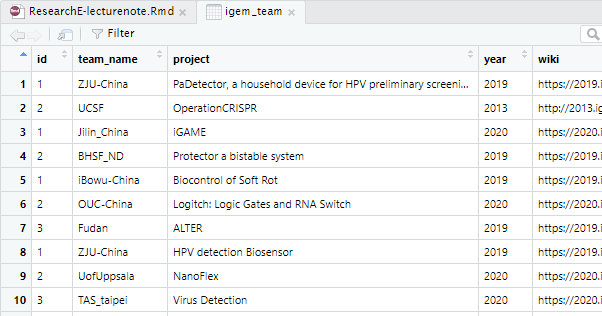 ResearchE-lecturenote.Rmd igem_team
Filter
id team_name project year wiki
1 1 ZJU-China PaDetector, a household device for HPV preliminary screeni... 2019 https://2019.i
2 2 UCSF OperationCRISPR 2013 http://2013.ig
3 1 Jilin_China iGAME 2020 https://2020.i
4 2 BHSF_ND Protector a bistable system 2019 https://2019.i
5 1 iBowu-China Biocontrol of Soft Rot 2019 https://2019.i
6 2 OUC-China Logitch: Logic Gates and RNA Switch 2020 https://2020.i
7 3 Fudan ALTER 2019 https://2019.i
8 1 ZJU-China HPV detection Biosensor 2019 https://2019.i
9 2 UofUppsala NanoFlex 2020 https://2020.i
10 3 TAS_taipei Virus Detection 2020 https://2020.i